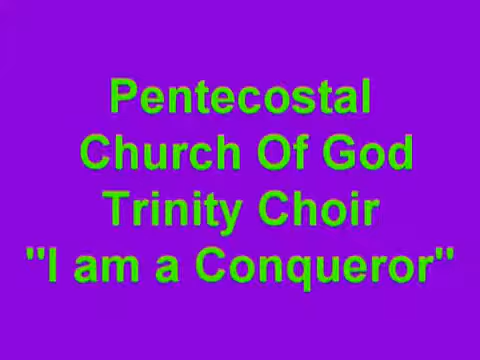 Pentecostal
Church Of God
Trinity Choir
"I am a Conqueror"